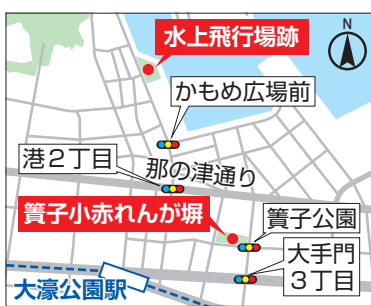 N
水上飛行場跡
かもめ広場前
港2丁目
那の津通り
簀子小赤れんが塀
簀子公園
大手門
3丁目
大濠公園駅